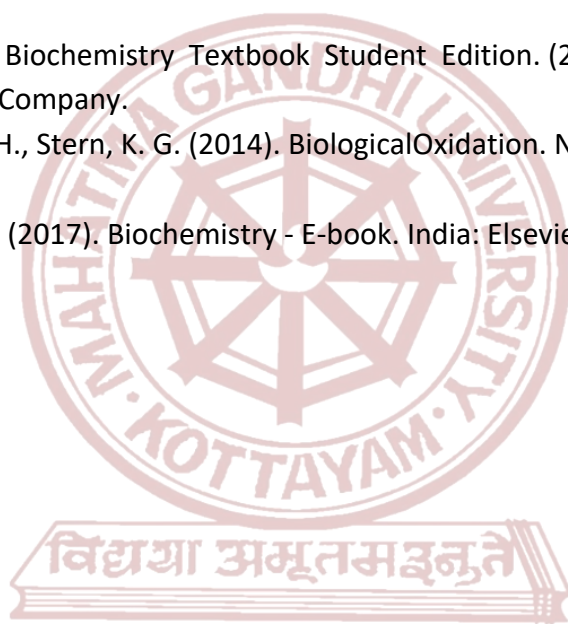 Biochemistry Textbook Student Edition. (2
Company.
H., Stern, K. G. (2014). BiologicalOxidation. N
(2017). Biochemistry - E-book. India: Elsevie
MAHATMA GANDHI UNIVERSITY
KOTTAYAM
विद्यया अमृतमश्नुते